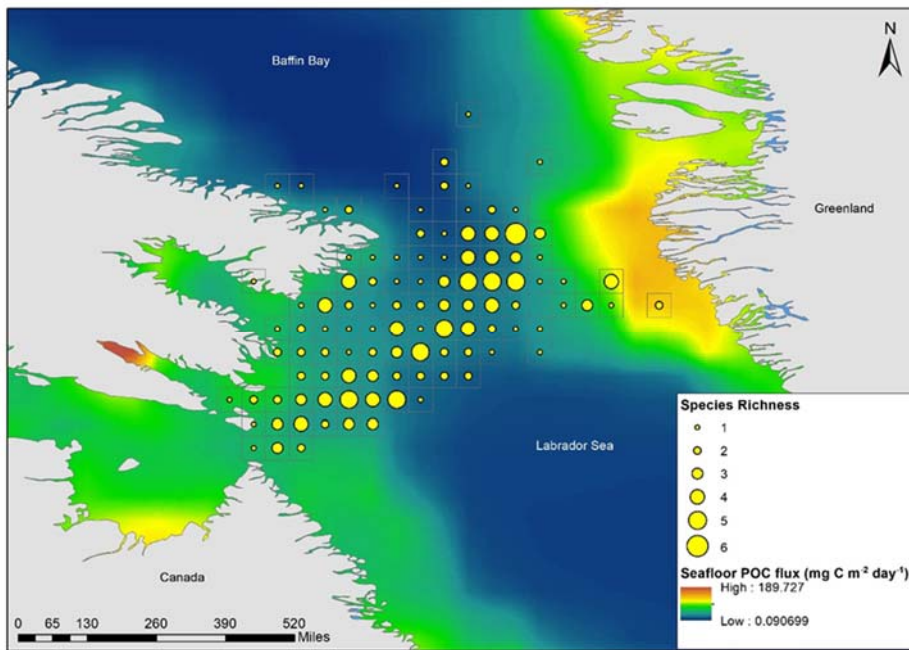 N
Baffin Bay
Greenland
Labrador Sea
Canada
Species Richness
1
2
3
4
5
6
Seafloor POC flux (mg C m⁻² day⁻¹)
High : 189.727
Low : 0.090699
0 65 130 260 390 520
Miles